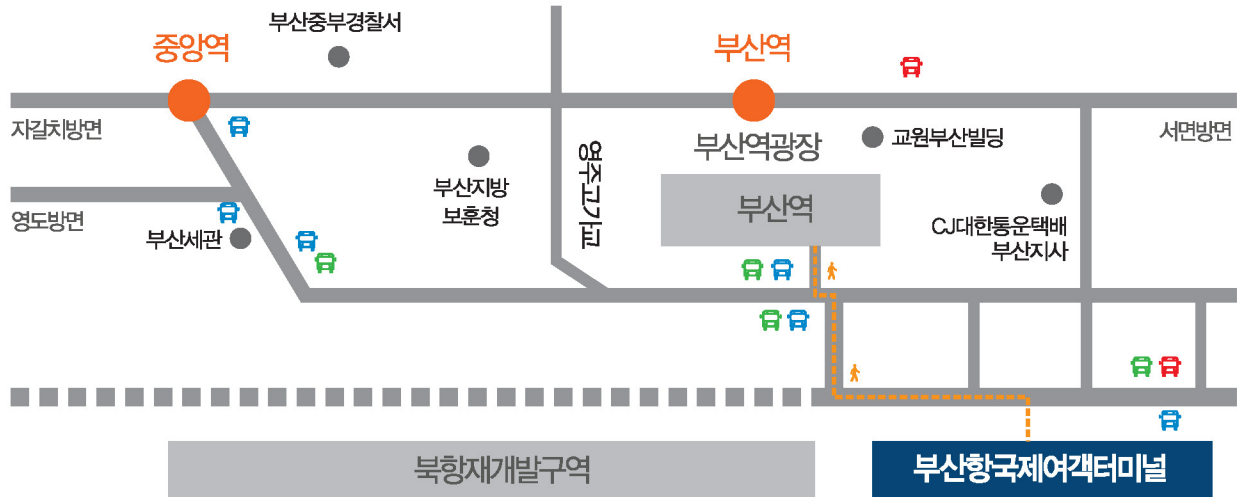 부산중부경찰서
중앙역
부산역
자갈치방면
서면방면
부산역광장
교원부산빌딩
영주고가교
부산지방
보훈청
부산역
영도방면
부산세관
CJ대한통운택배
부산지사
북항재개발구역
부산항국제여객터미널